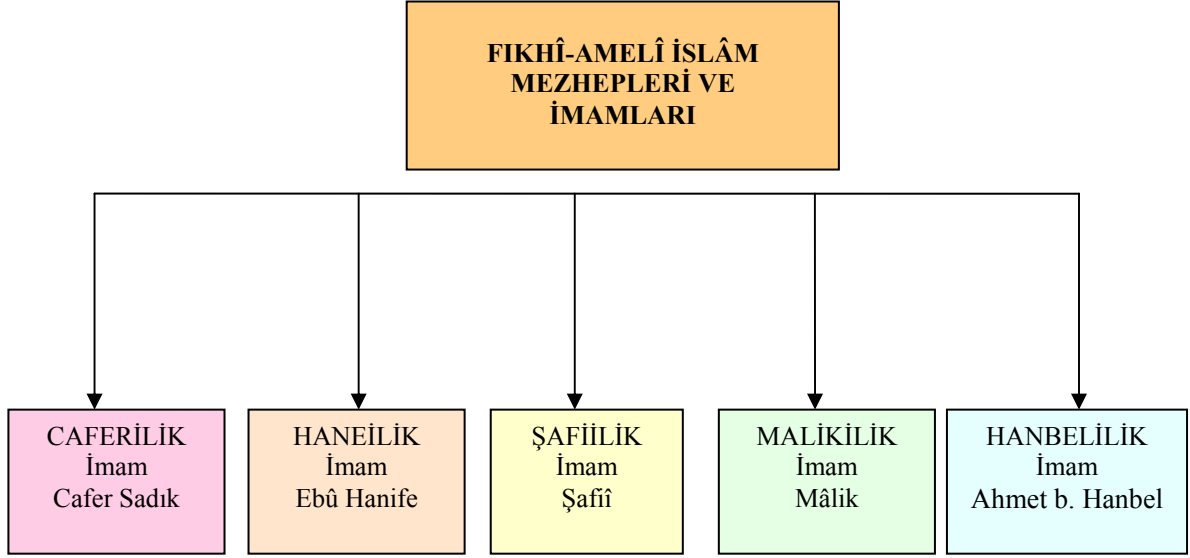 FIKHÎ-AMELÎ İSLÂM
MEZHEPLERİ VE
İMAMLARI
CAFERİLİK
İmam
Cafer Sadık
HANEİLİK
İmam
Ebû Hanife
ŞAFİİLİK
İmam
Şafiî
MALİKİLİK
İmam
Mâlik
HANBELİLİK
İmam
Ahmet b. Hanbel